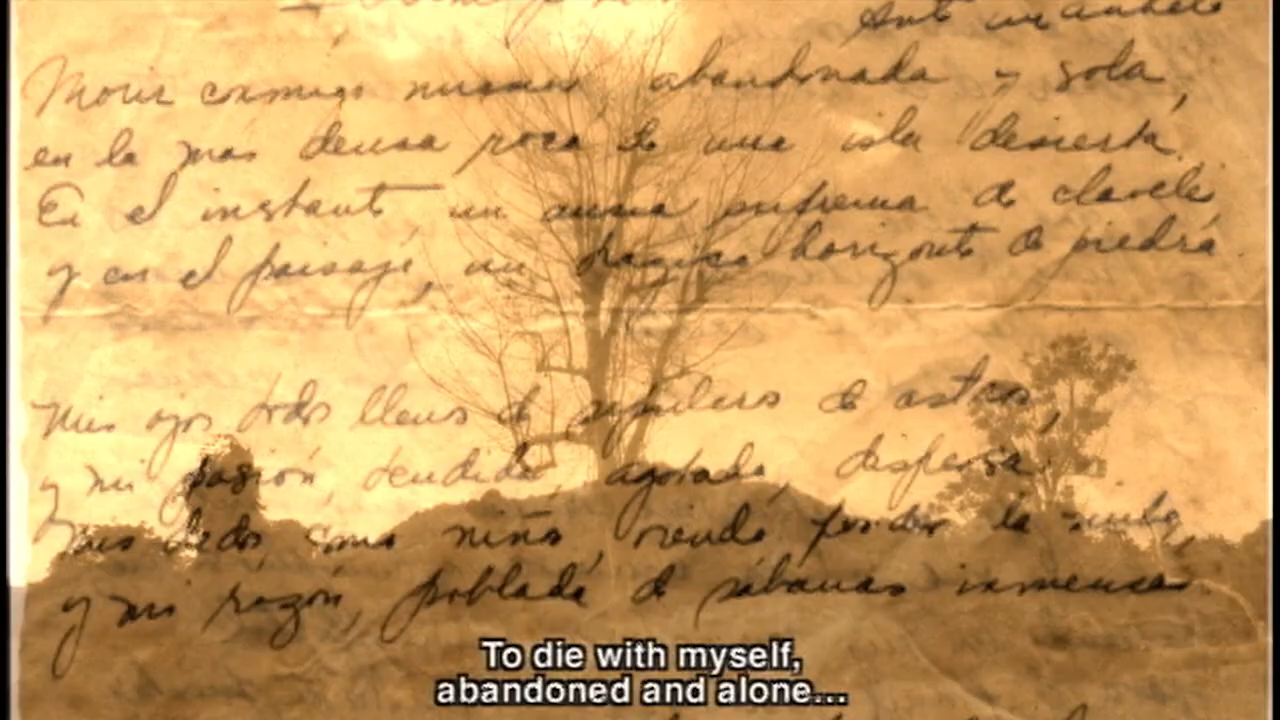 Morir conmigo misma, abandonada y sola,
en la mas densa roca de una isla desierta.
En el instante un ansia suprema de claveles
y en el paisaje, un trágico horizonte de piedra
Mis ojos todos llenos de sepulcros de astros,
y mi pasión, tendida, agotada, dispersa.
Mis dedos como niños, viendo perder la nube,
y mi razón, poblada de sábanas inmensas.
To die with myself,
abandoned and alone...